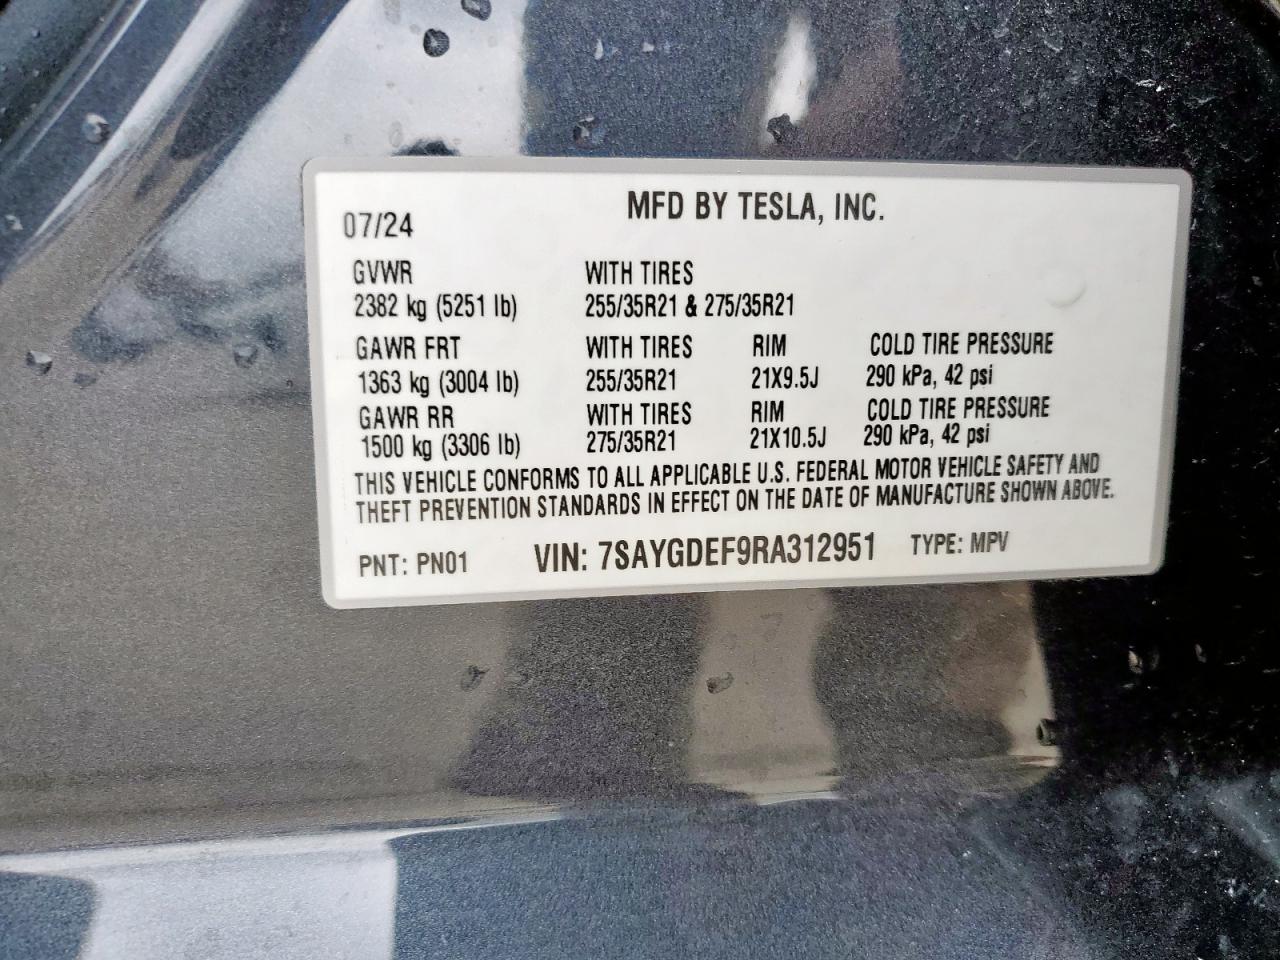 MFD BY TESLA, INC.
07/24
GVWR WITH TIRES
2382 kg (5251 lb) 255/35R21 & 275/35R21
GAWR FRT WITH TIRES RIM COLD TIRE PRESSURE
1363 kg (3004 lb) 255/35R21 21X9.5J 290 kPa, 42 psi
GAWR RR WITH TIRES RIM COLD TIRE PRESSURE
1500 kg (3306 lb) 275/35R21 21X10.5J 290 kPa, 42 psi
THIS VEHICLE CONFORMS TO ALL APPLICABLE U.S. FEDERAL MOTOR VEHICLE SAFETY AND
THEFT PREVENTION STANDARDS IN EFFECT ON THE DATE OF MANUFACTURE SHOWN ABOVE.
PNT: PN01 VIN: 7SAYGDEF9RA312951 TYPE: MPV